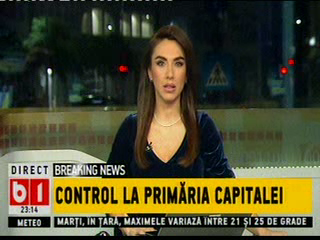 DIRECT
BREAKING NEWS
b1
CONTROL LA PRIMĂRIA CAPITALEI
23:14
METEO
MARȚI, ÎN ȚARĂ, MAXIMELE VARIAZĂ ÎNTRE 21 ȘI 25 DE GRADE